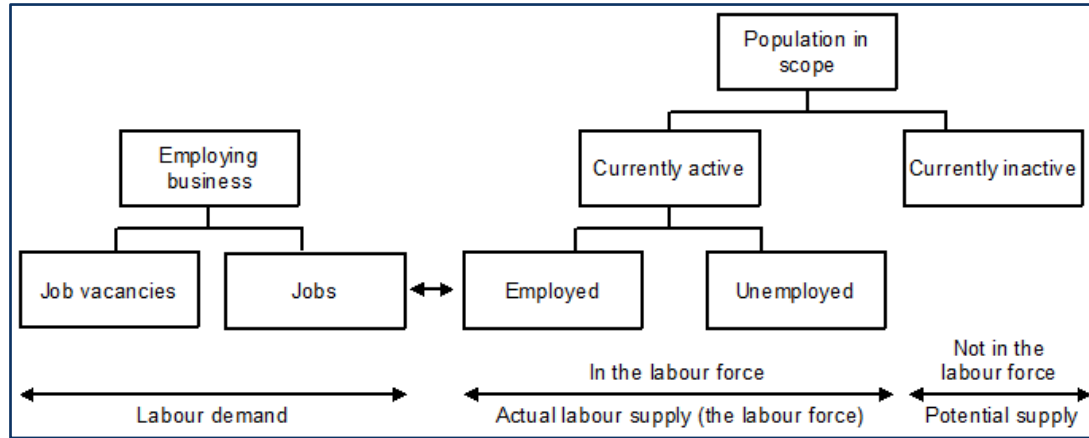 Population in
scope
Employing
business
Currently active
Currently inactive
Job vacancies
Jobs
Employed
Unemployed
In the labour force
Not in the
labour force
Labour demand
Actual labour supply (the labour force)
Potential supply